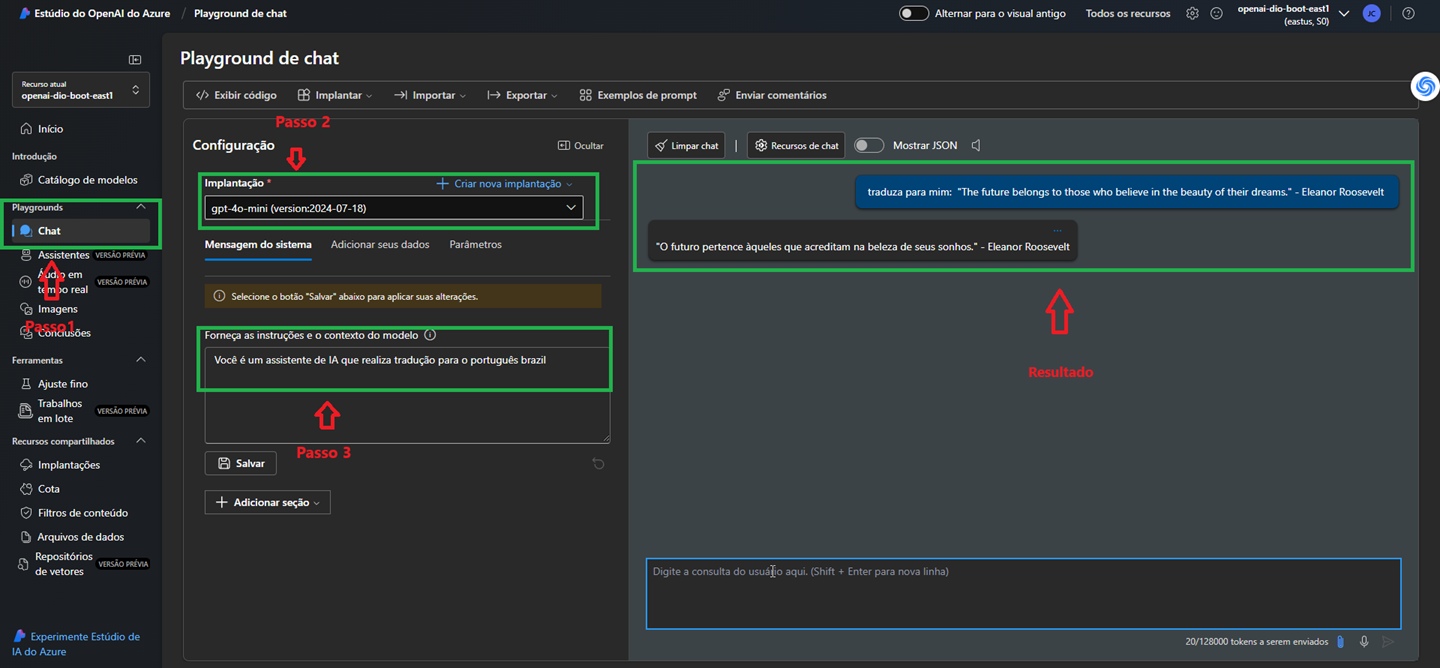 Estúdio do OpenAI do Azure / Playground de chat
Alternar para o visual antigo
Todos os recursos
openai-dio-boot-east1
(eastus, S0)
JC
Recurso atual
openai-dio-boot-east1
Início
Introdução
Catálogo de modelos
Playgrounds
Chat
Assistentes VERSÃO PRÉVIA
Áudio em
tempo real VERSÃO PRÉVIA
Imagens
Passo1
Conclusões
Ferramentas
Ajuste fino
Trabalhos
em lote VERSÃO PRÉVIA
Recursos compartilhados
Implantações
Cota
Filtros de conteúdo
Arquivos de dados
Repositórios
de vetores VERSÃO PRÉVIA
Experimente Estúdio de
IA do Azure
Playground de chat
Exibir código
Implantar
Importar
Exportar
Exemplos de prompt
Enviar comentários
Passo 2
Configuração
Ocultar
Implantação *
Criar nova implantação
gpt-4o-mini (version:2024-07-18)
Mensagem do sistema
Adicionar seus dados
Parâmetros
Selecione o botão "Salvar" abaixo para aplicar suas alterações.
Forneça as instruções e o contexto do modelo
Você é um assistente de IA que realiza tradução para o português brazil
Passo 3
Salvar
Adicionar seção
Limpar chat
|
Recursos de chat
Mostrar JSON
traduza para mim: "The future belongs to those who believe in the beauty of their dreams." - Eleanor Roosevelt
"O futuro pertence àqueles que acreditam na beleza de seus sonhos." - Eleanor Roosevelt
Resultado
Digite a consulta do usuário aqui. (Shift + Enter para nova linha)
20/128000 tokens a serem enviados